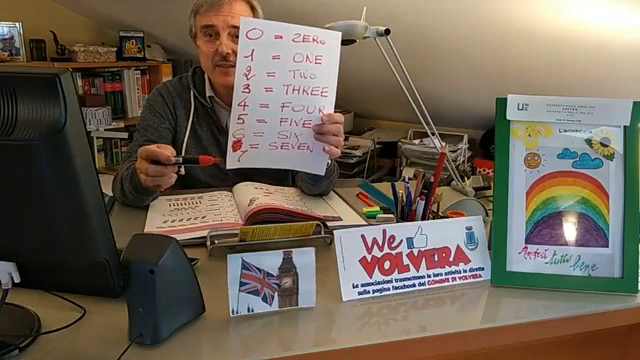 0 = ZERO
1 = ONE
2 = TWO
3 = THREE
4 = FOUR
5 = FIVE
6 = SIX
7 = SEVEN
We
VOLVERA
Le associazioni trasmettono le loro attività in diretta
sulla pagina facebook del COMUNE DI VOLVERA
L'arcobaleno
Andrà tutto bene